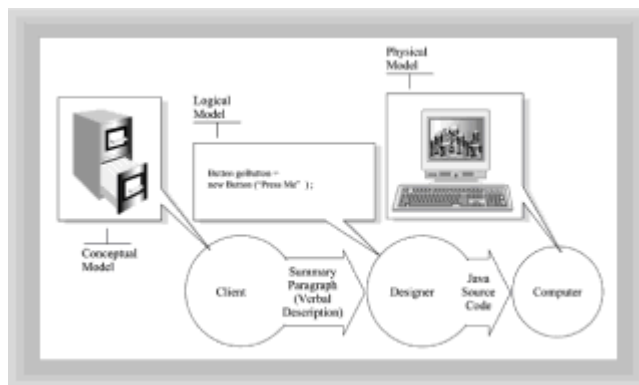 Physical
Model
Logical
Model
Button goButton =
new Button ("Press Me" );
Conceptual
Model
Client
Summary
Paragraph
(Verbal
Description)
Designer
Java
Source
Code
Computer